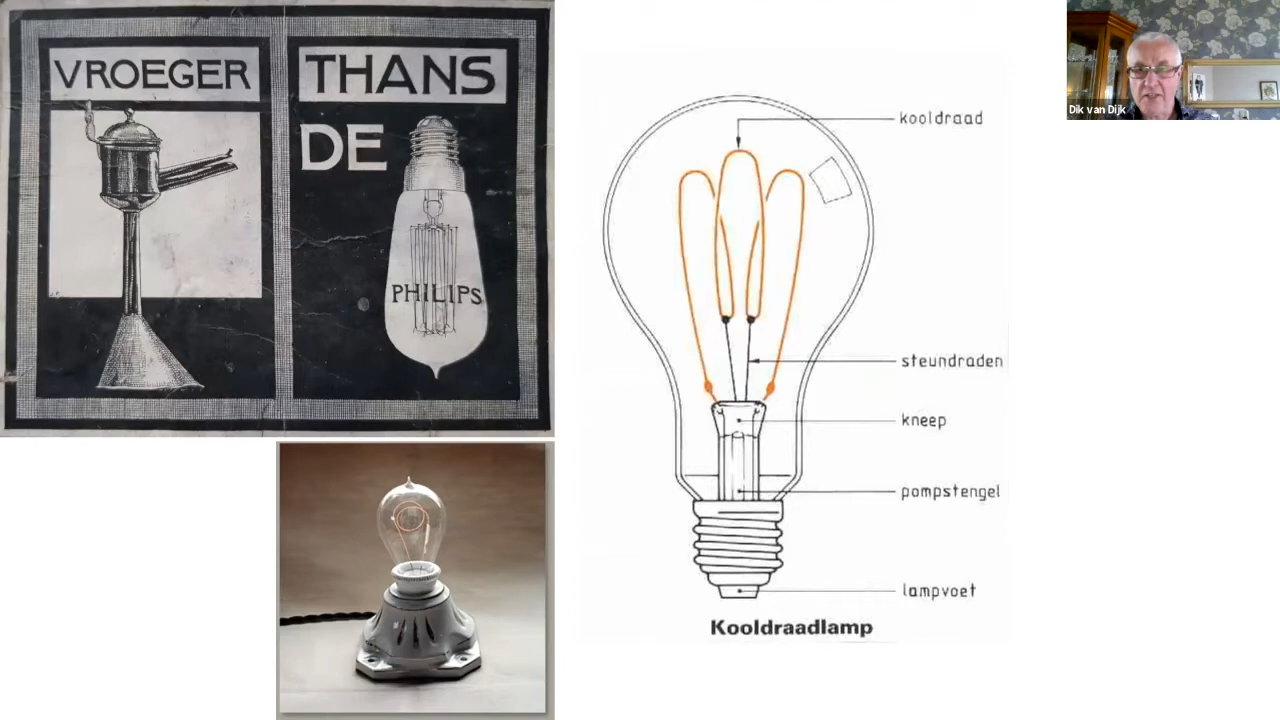 VROEGER
THANS
DE
PHILIPS
kooldraad
steundraden
kneep
pompstengel
lampvoet
Kooldraadlamp
Dik van Dijk